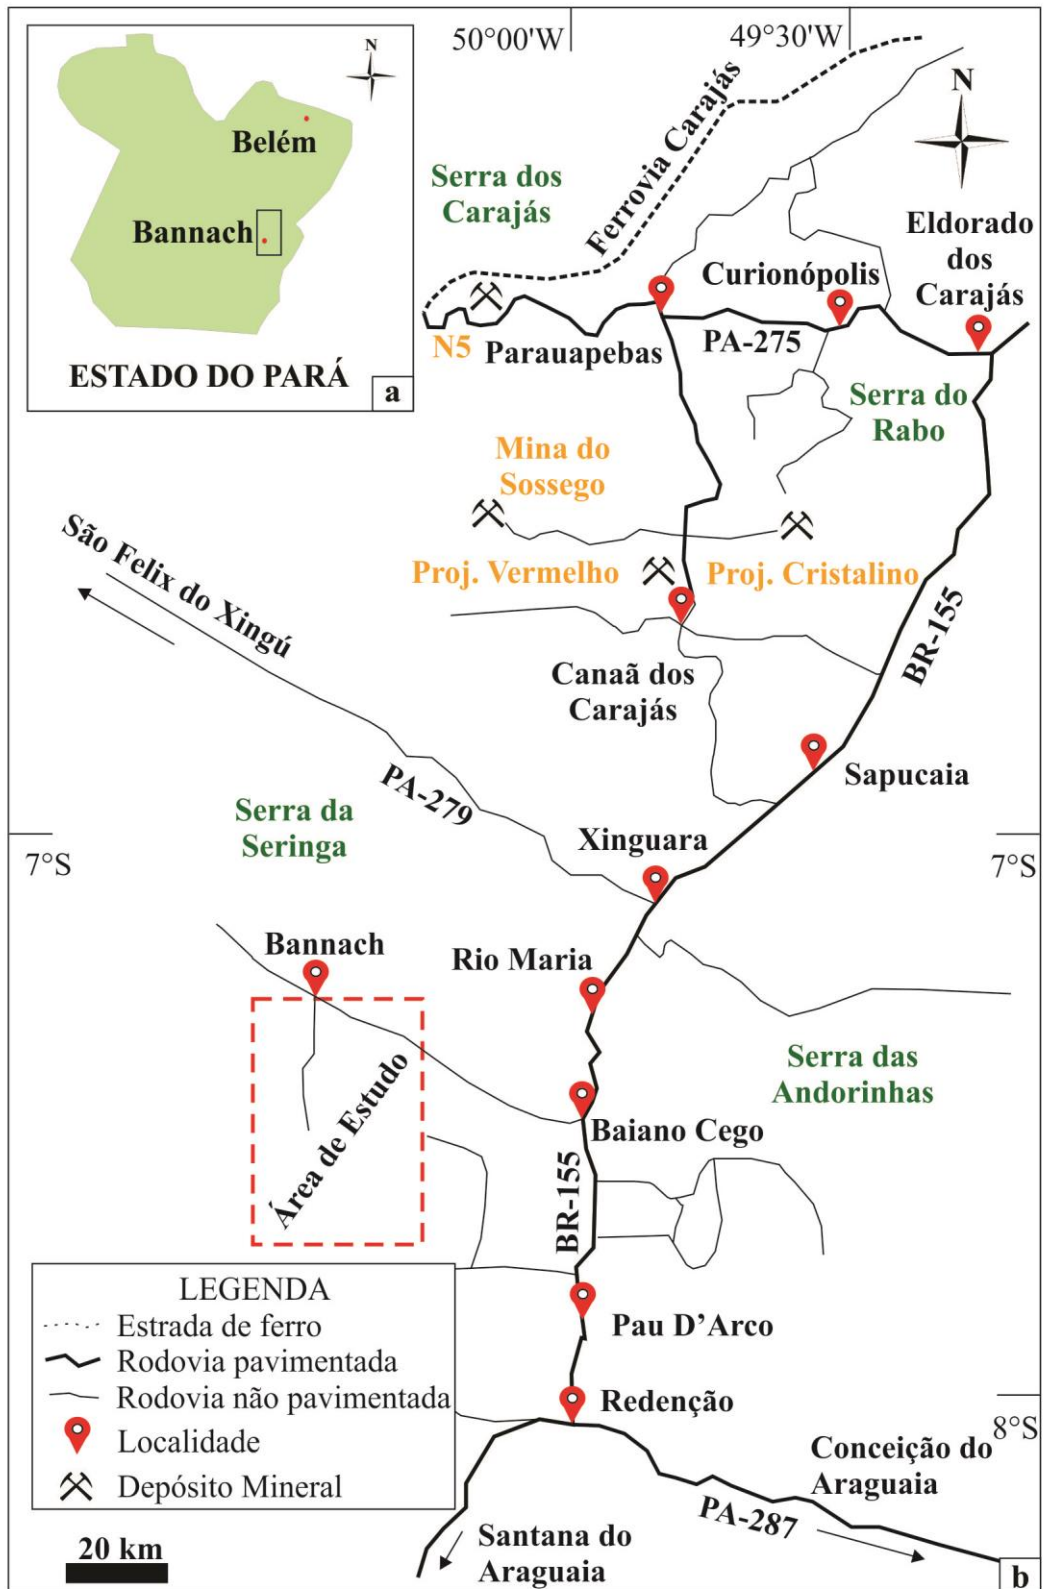 50°00'W
49°30'W
N
Belém
Bannach
ESTADO DO PARÁ
a
N
Serra dos
Carajás
Ferrovia Carajás
Eldorado
dos
Carajás
Curionópolis
N5
Parauapebas
PA-275
Serra do
Rabo
Mina do
Sossego
São Felix do Xingú
Proj. Vermelho
Proj. Cristalino
BR-155
Canaã dos
Carajás
Sapucaia
PA-279
Serra da
Seringa
Xinguara
7°S
7°S
Bannach
Rio Maria
Área de Estudo
Serra das
Andorinhas
Baiano Cego
BR-155
Pau D’Arco
Redenção
8°S
Conceição do
Araguaia
PA-287
Santana do
Araguaia
LEGENDA
Estrada de ferro
Rodovia pavimentada
Rodovia não pavimentada
Localidade
Depósito Mineral
20 km
b